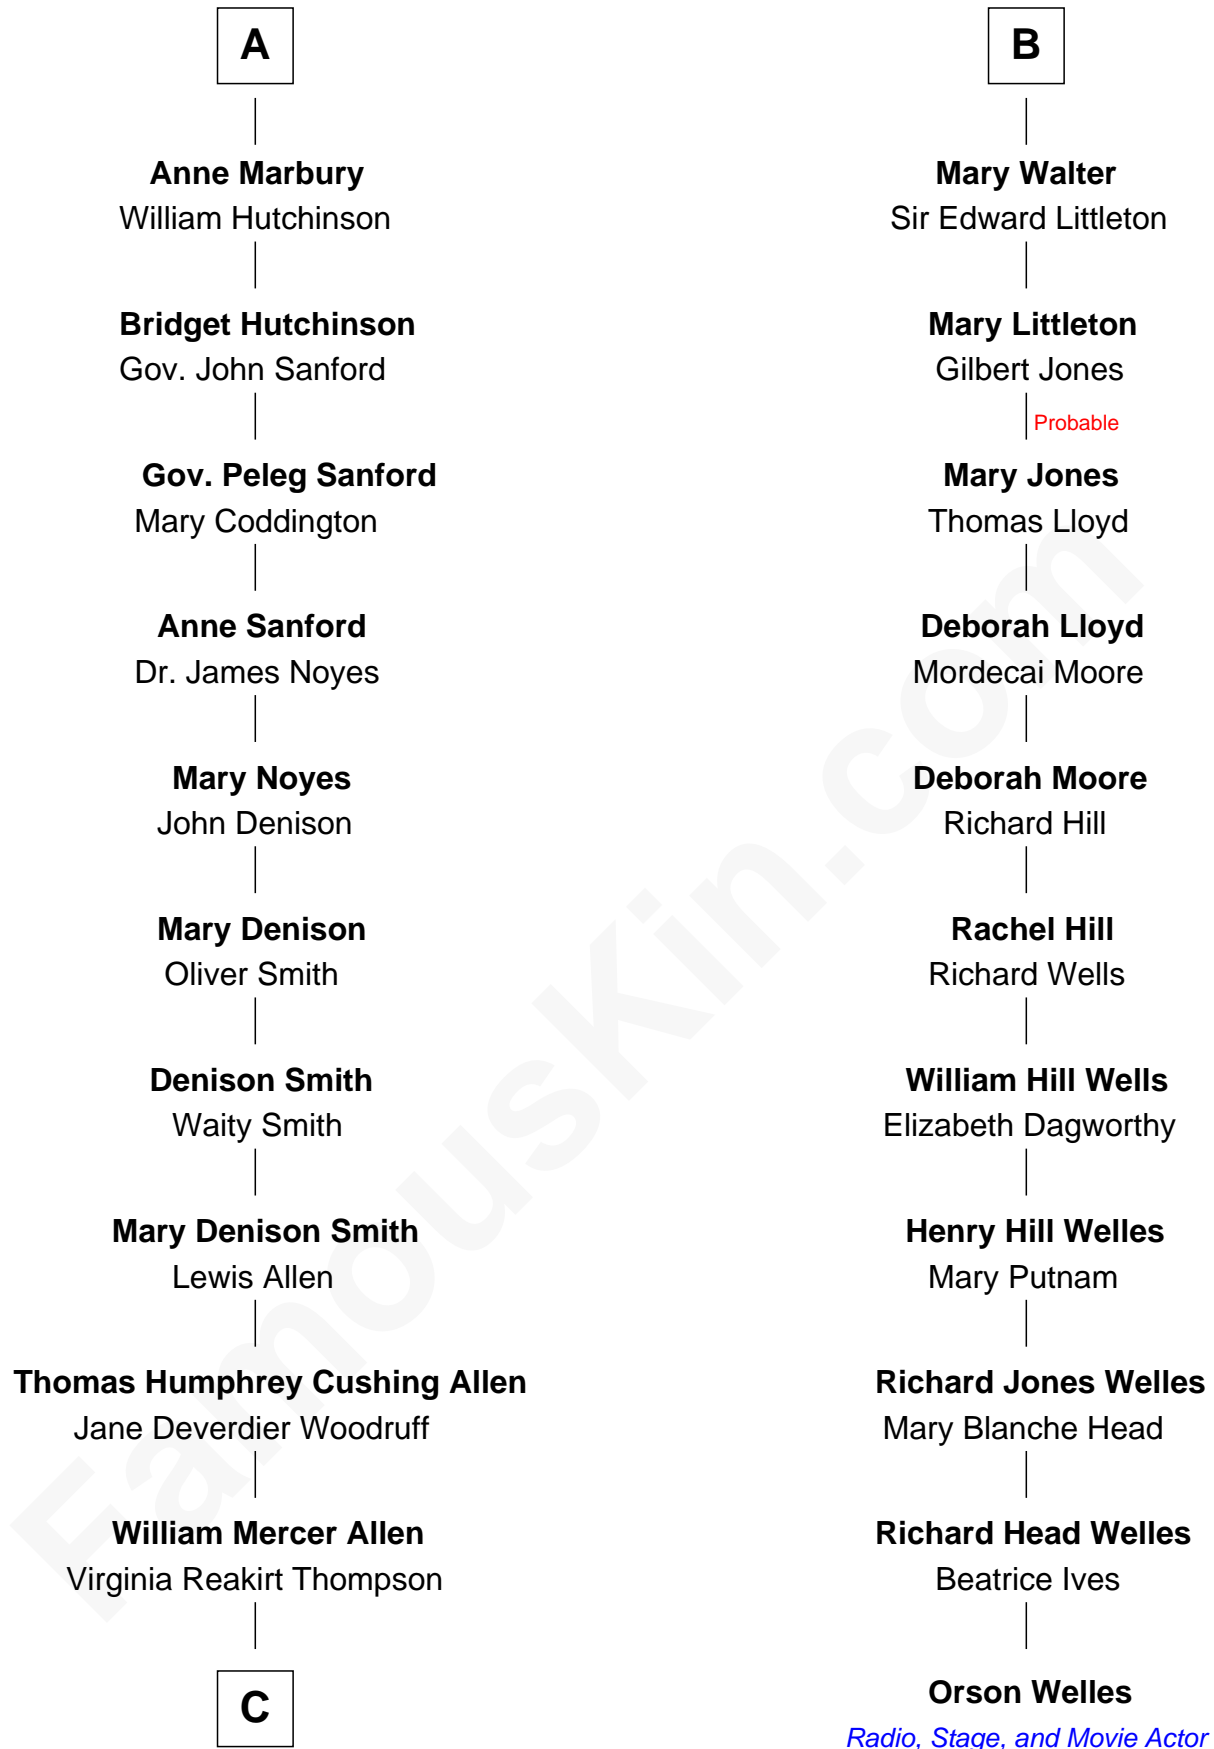 A
Anne Marbury
William Hutchinson
Bridget Hutchinson
Gov. John Sanford
Gov. Peleg Sanford
Mary Coddington
Anne Sanford
Dr. James Noyes
Mary Noyes
John Denison
Mary Denison
Oliver Smith
Denison Smith
Waity Smith
Mary Denison Smith
Lewis Allen
Thomas Humphrey Cushing Allen
Jane Deverdier Woodruff
William Mercer Allen
Virginia Reakirt Thompson
C
B
Mary Walter
Sir Edward Littleton
Mary Littleton
Gilbert Jones
Probable
Mary Jones
Thomas Lloyd
Deborah Lloyd
Mordecai Moore
Deborah Moore
Richard Hill
Rachel Hill
Richard Wells
William Hill Wells
Elizabeth Dagworthy
Henry Hill Welles
Mary Putnam
Richard Jones Welles
Mary Blanche Head
Richard Head Welles
Beatrice Ives
Orson Welles
Radio, Stage, and Movie Actor
FamousKin.com